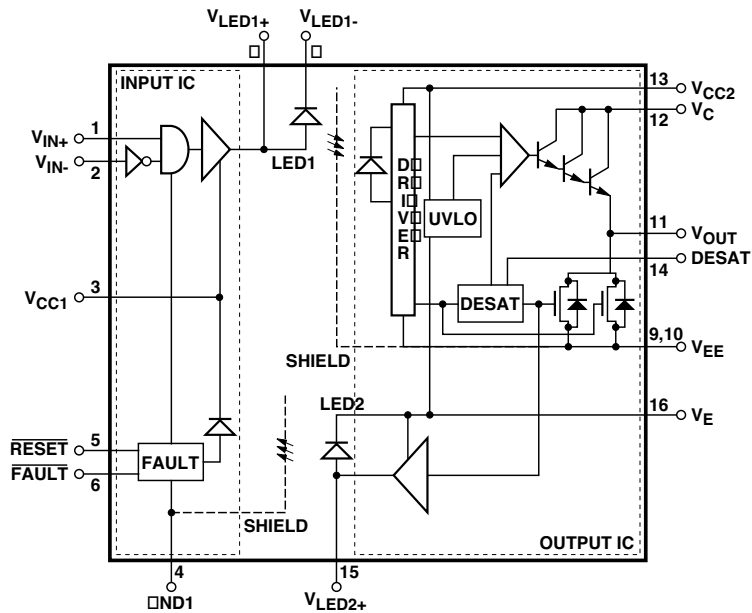 VLED1+
VLED1-
□
□
INPUT IC
13
VCC2
VC
12
1
VIN+
VIN-
2
LED1
D□
R□
I□
V□
E□
R
UVLO
11
VOUT
DESAT
14
3
VCC1
DESAT
9,10
VEE
SHIELD
LED2
16
VE
5
RESET
FAULT
FAULT
6
SHIELD
OUTPUT IC
4
□ND1
15
VLED2+